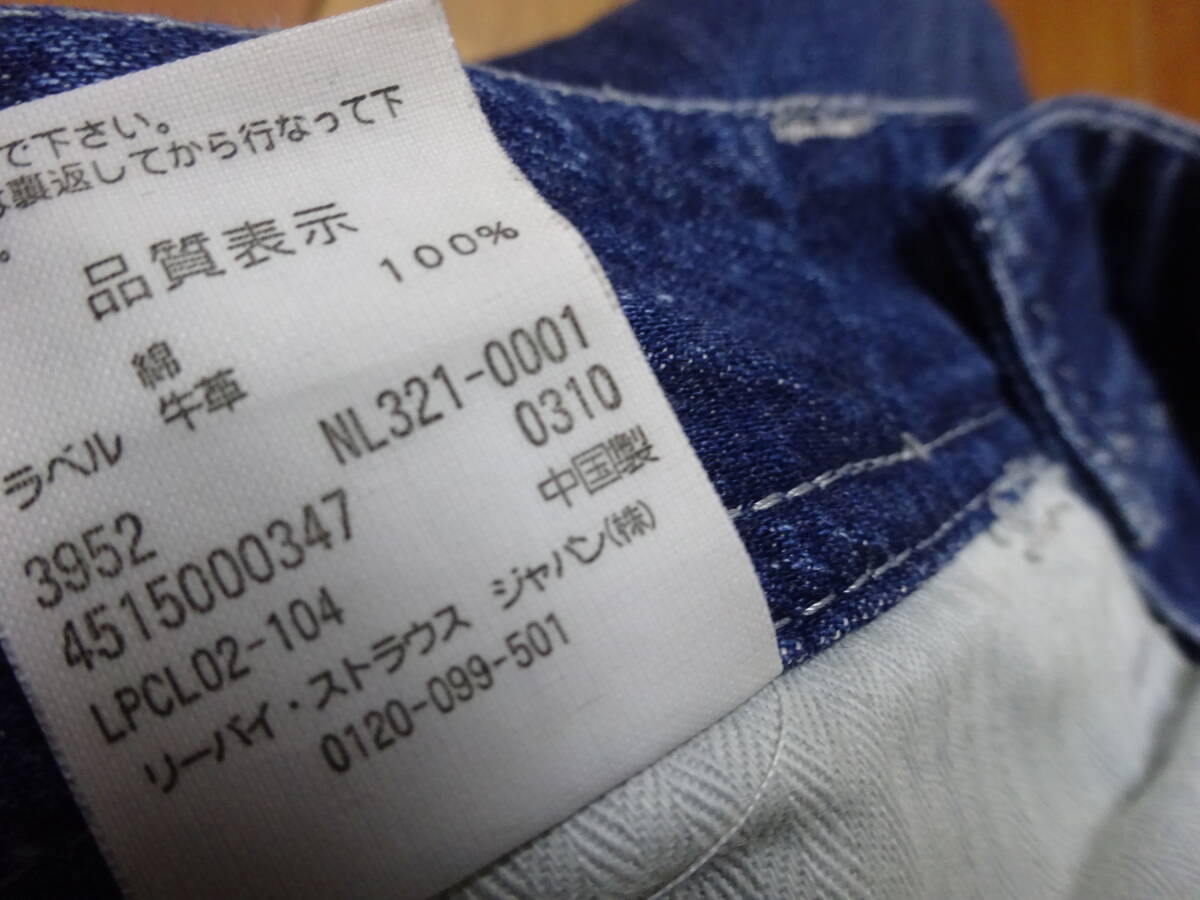 で下さい。
裏返してから行なって下
。
品質表示
綿 100%
ラベル 牛革
NL321-0001
3952 0310
4515000347 中国製
LPCL02-104
リーバイ・ストラウス ジャパン(株)
0120-099-501